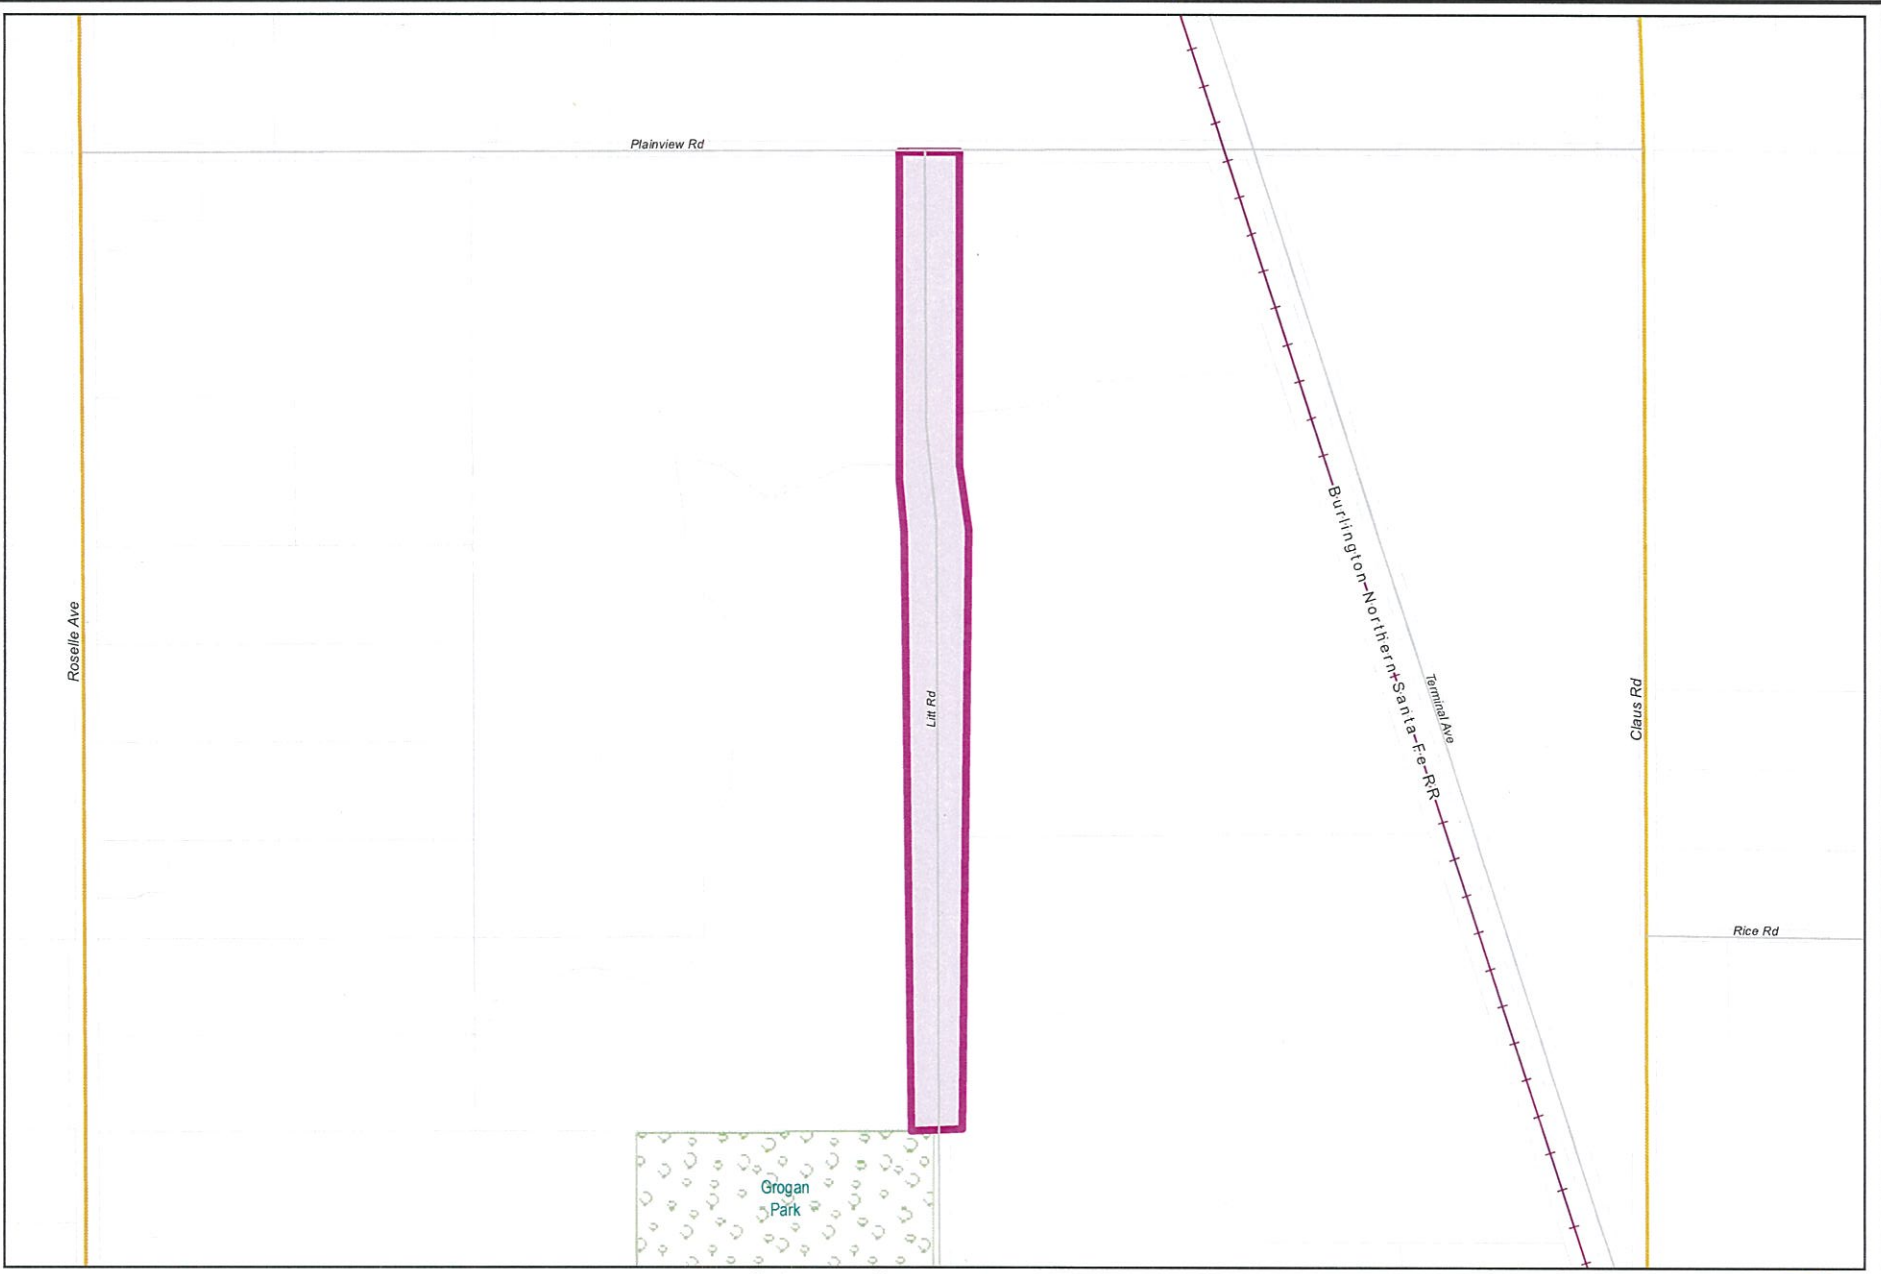 Plainview Rd
Roselle Ave
Litt Rd
Burlington Northern Santa Fe RR
Terminal Ave
Claus Rd
Rice Rd
Grogan
Park